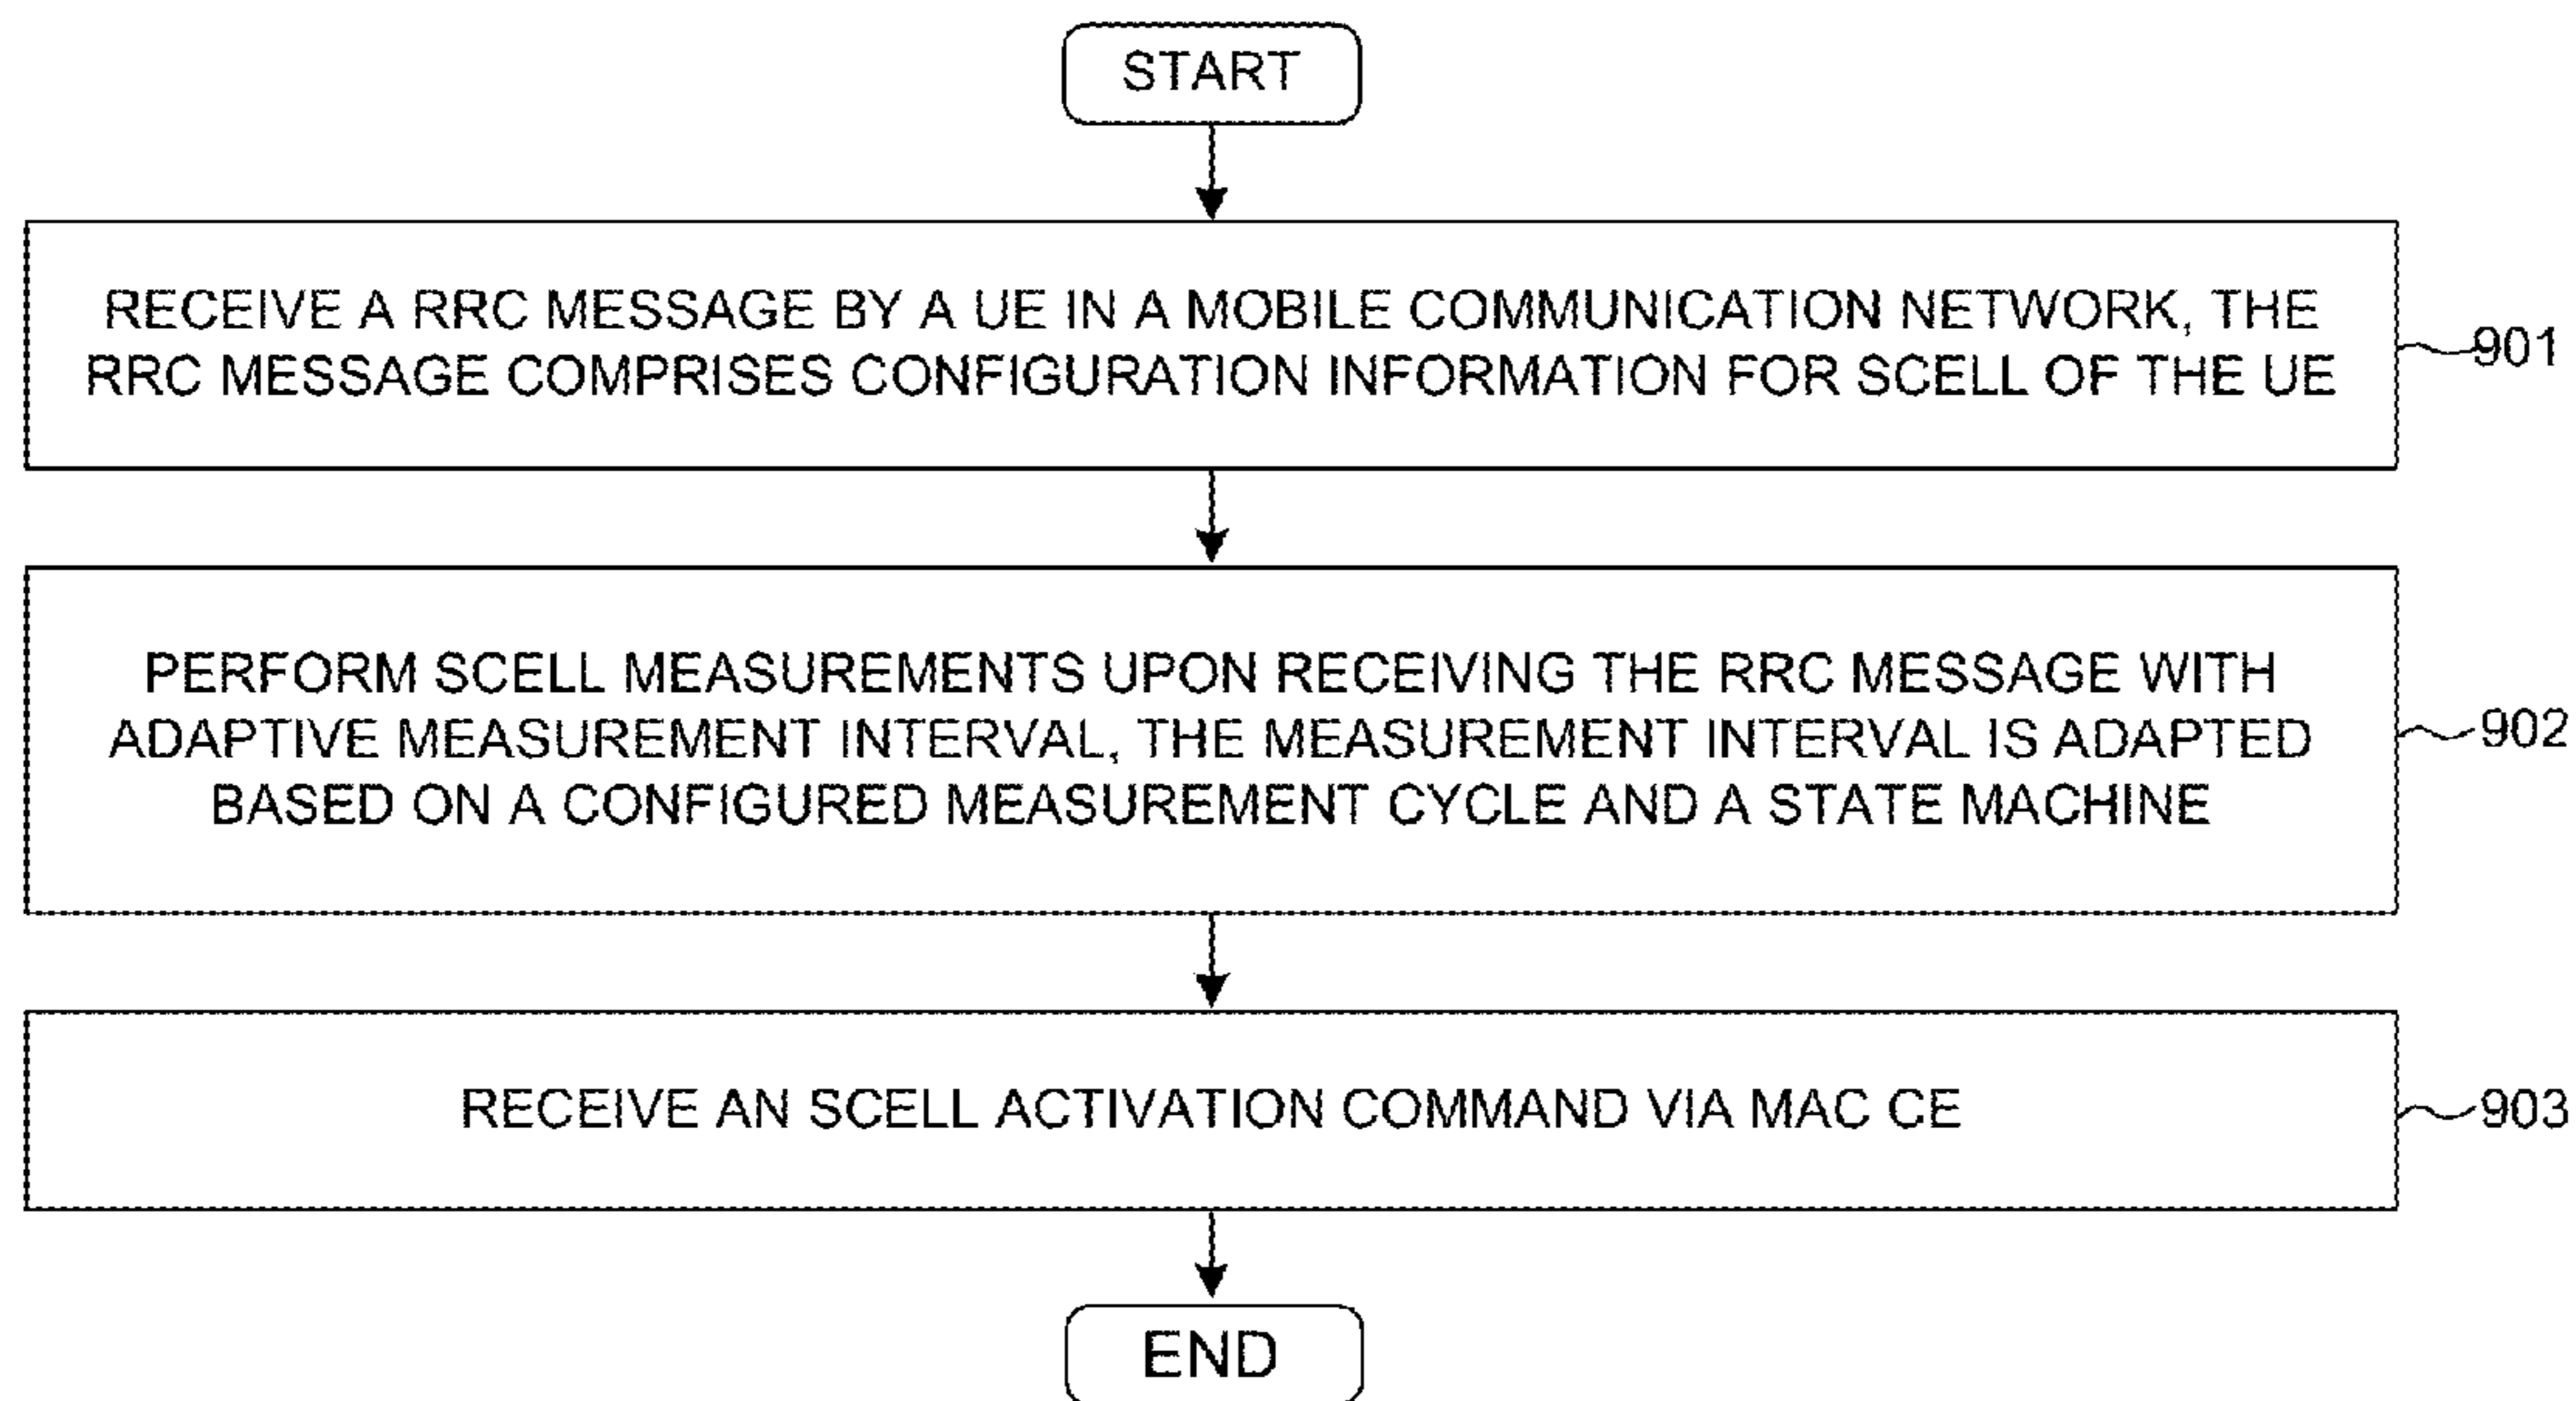 START
RECEIVE A RRC MESSAGE BY A UE IN A MOBILE COMMUNICATION NETWORK, THE
RRC MESSAGE COMPRISES CONFIGURATION INFORMATION FOR SCELL OF THE UE
901
PERFORM SCELL MEASUREMENTS UPON RECEIVING THE RRC MESSAGE WITH
ADAPTIVE MEASUREMENT INTERVAL, THE MEASUREMENT INTERVAL IS ADAPTED
BASED ON A CONFIGURED MEASUREMENT CYCLE AND A STATE MACHINE
902
RECEIVE AN SCELL ACTIVATION COMMAND VIA MAC CE
903
END